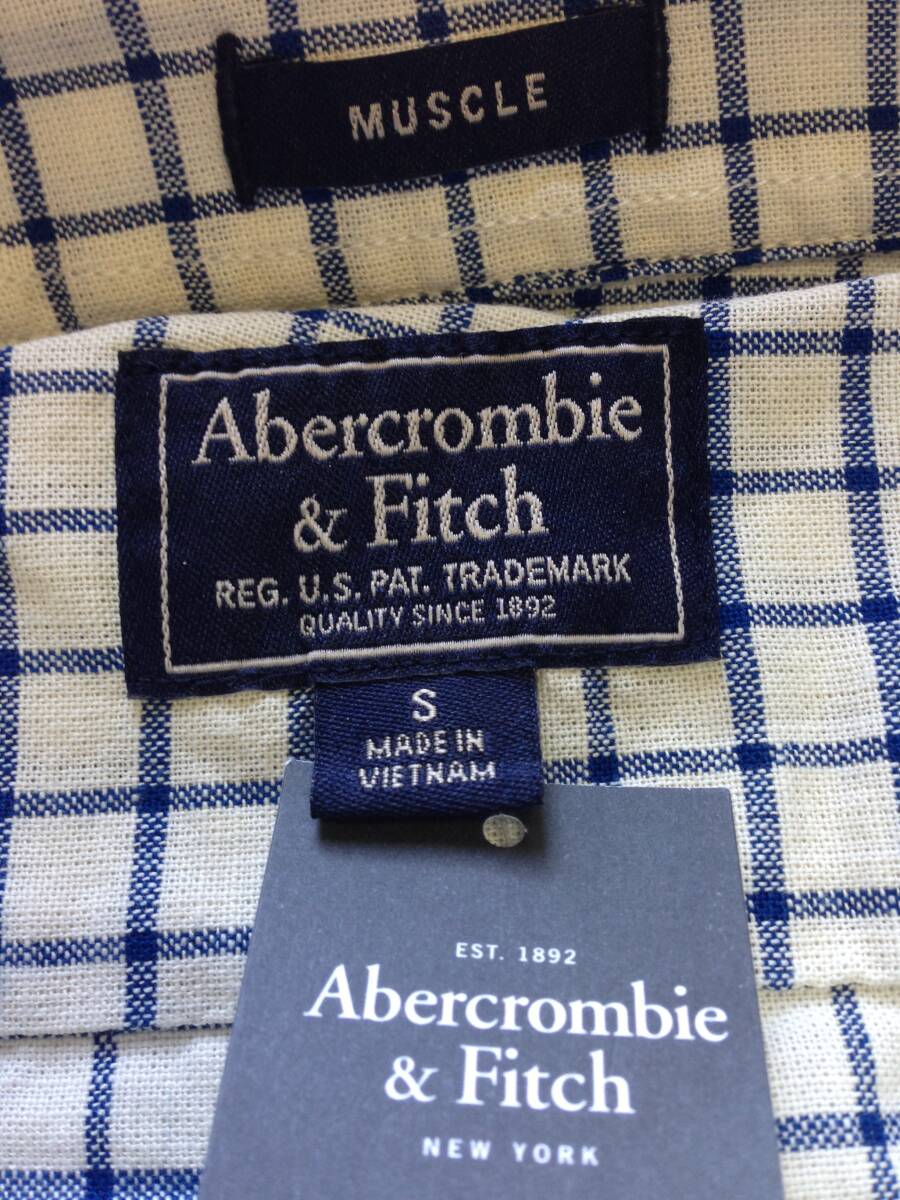 MUSCLE
Abercrombie
& Fitch
REG. U.S. PAT. TRADEMARK
QUALITY SINCE 1892
S
MADE IN
VIETNAM
EST. 1892
Abercrombie
& Fitch
NEW YORK